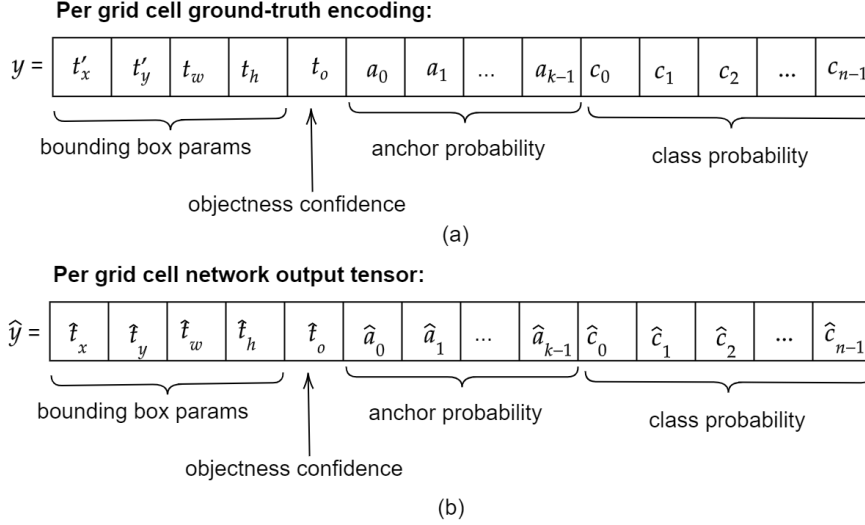 Per grid cell ground-truth encoding:
y = t′x t′y tw th to a0 a1 ... ak−1 c0 c1 c2 ... cn−1
bounding box params anchor probability class probability
objectness confidence
(a)
Per grid cell network output tensor:
ŷ = t̂x t̂y t̂w t̂h t̂o â0 â1 ... âk−1 ĉ0 ĉ1 ĉ2 ... ĉn−1
bounding box params anchor probability class probability
objectness confidence
(b)